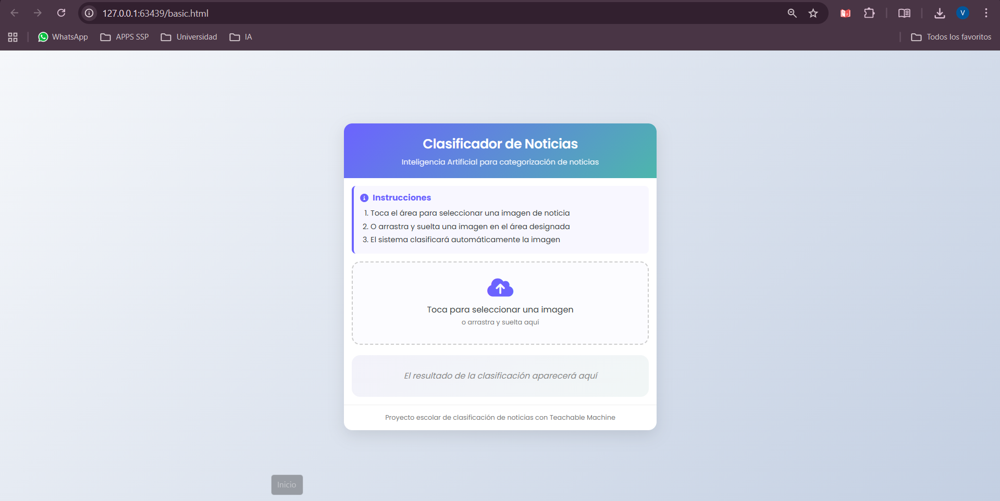 127.0.0.1:63439/basic.html
V
WhatsApp
APPS SSP
Universidad
IA
Todos los favoritos
Clasificador de Noticias
Inteligencia Artificial para categorización de noticias
Instrucciones
1. Toca el área para seleccionar una imagen de noticia
2. O arrastra y suelta una imagen en el área designada
3. El sistema clasificará automáticamente la imagen
Toca para seleccionar una imagen
o arrastra y suelta aquí
El resultado de la clasificación aparecerá aquí
Proyecto escolar de clasificación de noticias con Teachable Machine
Inicio